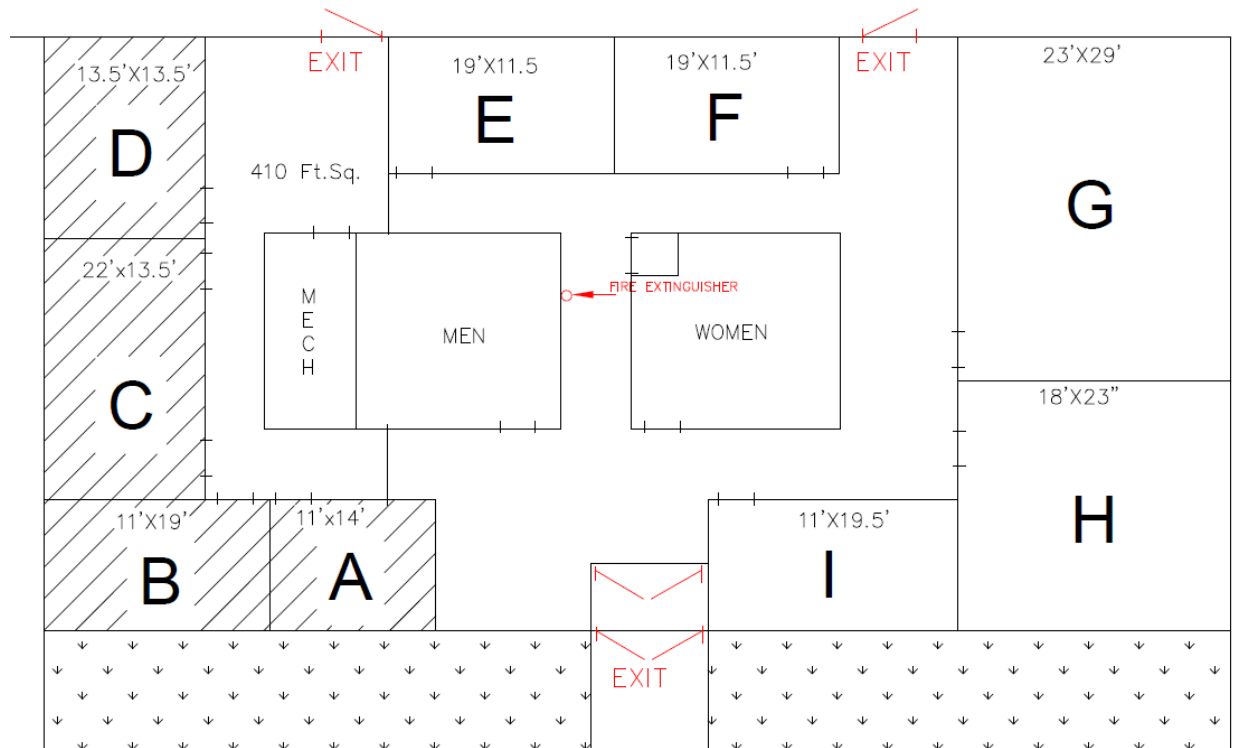 EXIT
EXIT
13.5'X13.5'
19'X11.5
19'X11.5'
23'X29'
D
E
F
G
410 Ft.Sq.
22'x13.5'
C
MECH
MEN
FIRE EXTINGUISHER
WOMEN
18'X23"
H
11'X19'
11'x14'
11'X19.5'
B
A
I
EXIT